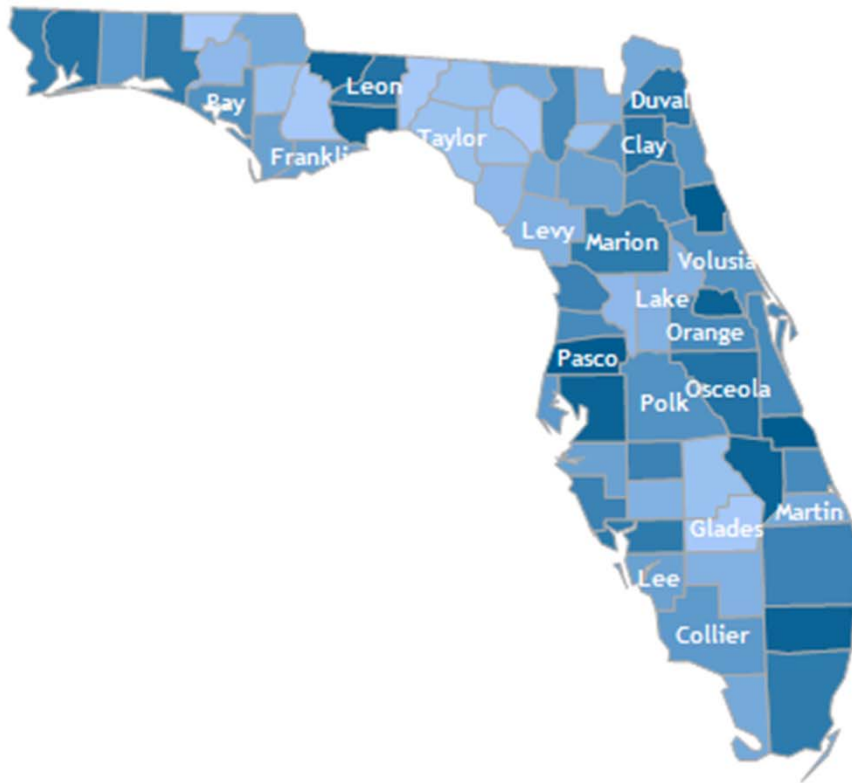 Leon
Bay
Duval
Taylor
Clay
Frankli
Levy
Marion
Volusia
Lake
Orange
Pasco
Osceola
Polk
Martin
Glades
Lee
Collier